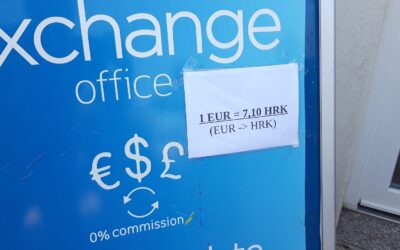 xchange
office
1 EUR = 7,10 HRK
(EUR -> HRK)
€$£
0% commission